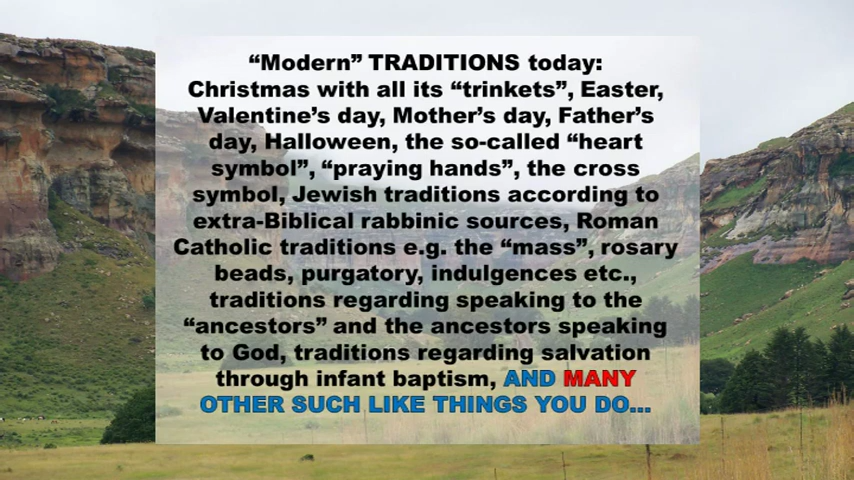 “Modern” TRADITIONS today:
Christmas with all its “trinkets”, Easter,
Valentine’s day, Mother’s day, Father’s
day, Halloween, the so-called “heart
symbol”, “praying hands”, the cross
symbol, Jewish traditions according to
extra-Biblical rabbinic sources, Roman
Catholic traditions e.g. the “mass”, rosary
beads, purgatory, indulgences etc.,
traditions regarding speaking to the
“ancestors” and the ancestors speaking
to God, traditions regarding salvation
through infant baptism, AND MANY
OTHER SUCH LIKE THINGS YOU DO...